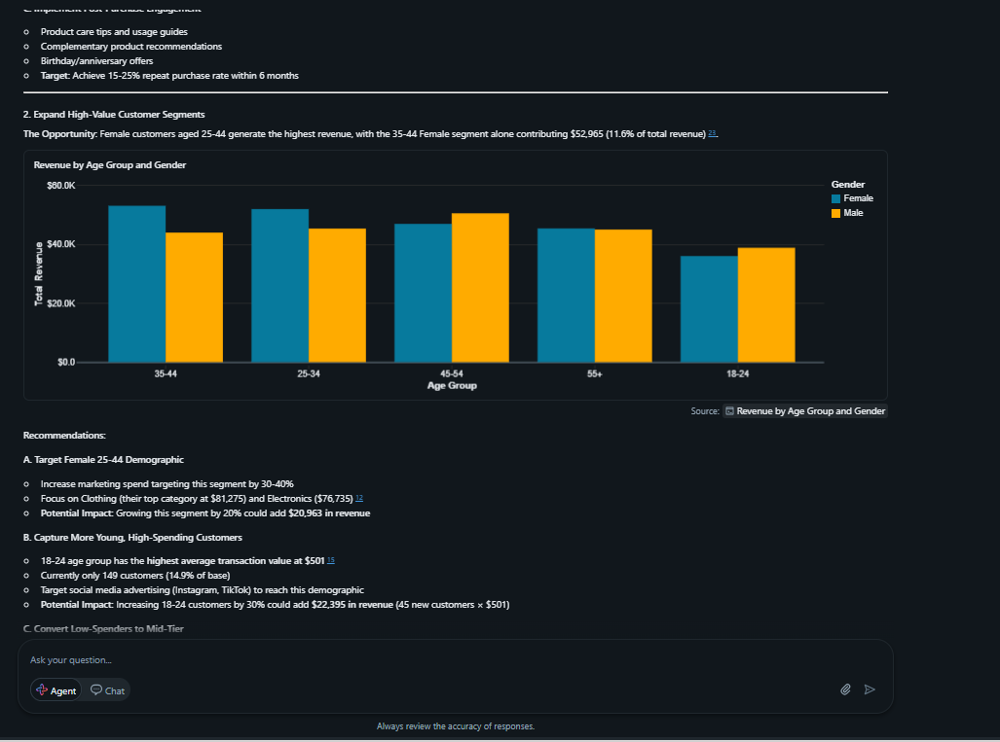 2. Implement Post-Purchase Engagement
Product care tips and usage guides
Complementary product recommendations
Birthday/anniversary offers
Target: Achieve 15-25% repeat purchase rate within 6 months
2. Expand High-Value Customer Segments
The Opportunity: Female customers aged 25-44 generate the highest revenue, with the 35-44 Female segment alone contributing $52,965 (11.6% of total revenue) 23.
Revenue by Age Group and Gender
$60.0K
$40.0K
$20.0K
$0.0
Total Revenue
35-44
25-34
45-54
55+
18-24
Age Group
Gender
Female
Male
Source: Revenue by Age Group and Gender
Recommendations:
A. Target Female 25-44 Demographic
Increase marketing spend targeting this segment by 30-40%
Focus on Clothing (their top category at $81,275) and Electronics ($76,735) 12
Potential Impact: Growing this segment by 20% could add $20,963 in revenue
B. Capture More Young, High-Spending Customers
18-24 age group has the highest average transaction value at $501 15
Currently only 149 customers (14.9% of base)
Target social media advertising (Instagram, TikTok) to reach this demographic
Potential Impact: Increasing 18-24 customers by 30% could add $22,395 in revenue (45 new customers × $501)
C. Convert Low-Spenders to Mid-Tier
Ask your question...
Agent
Chat
Always review the accuracy of responses.